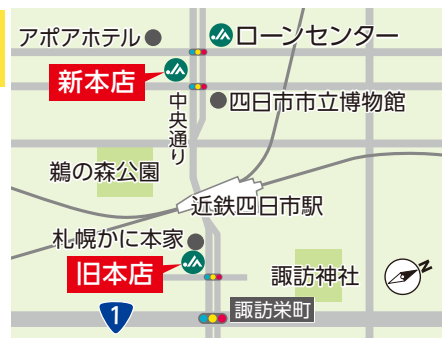 アポアホテル
JA
ローンセンター
新本店
JA
四日市市立博物館
中央通り
鵜の森公園
近鉄四日市駅
札幌かに本家
JA
旧本店
諏訪神社
N
1
諏訪栄町